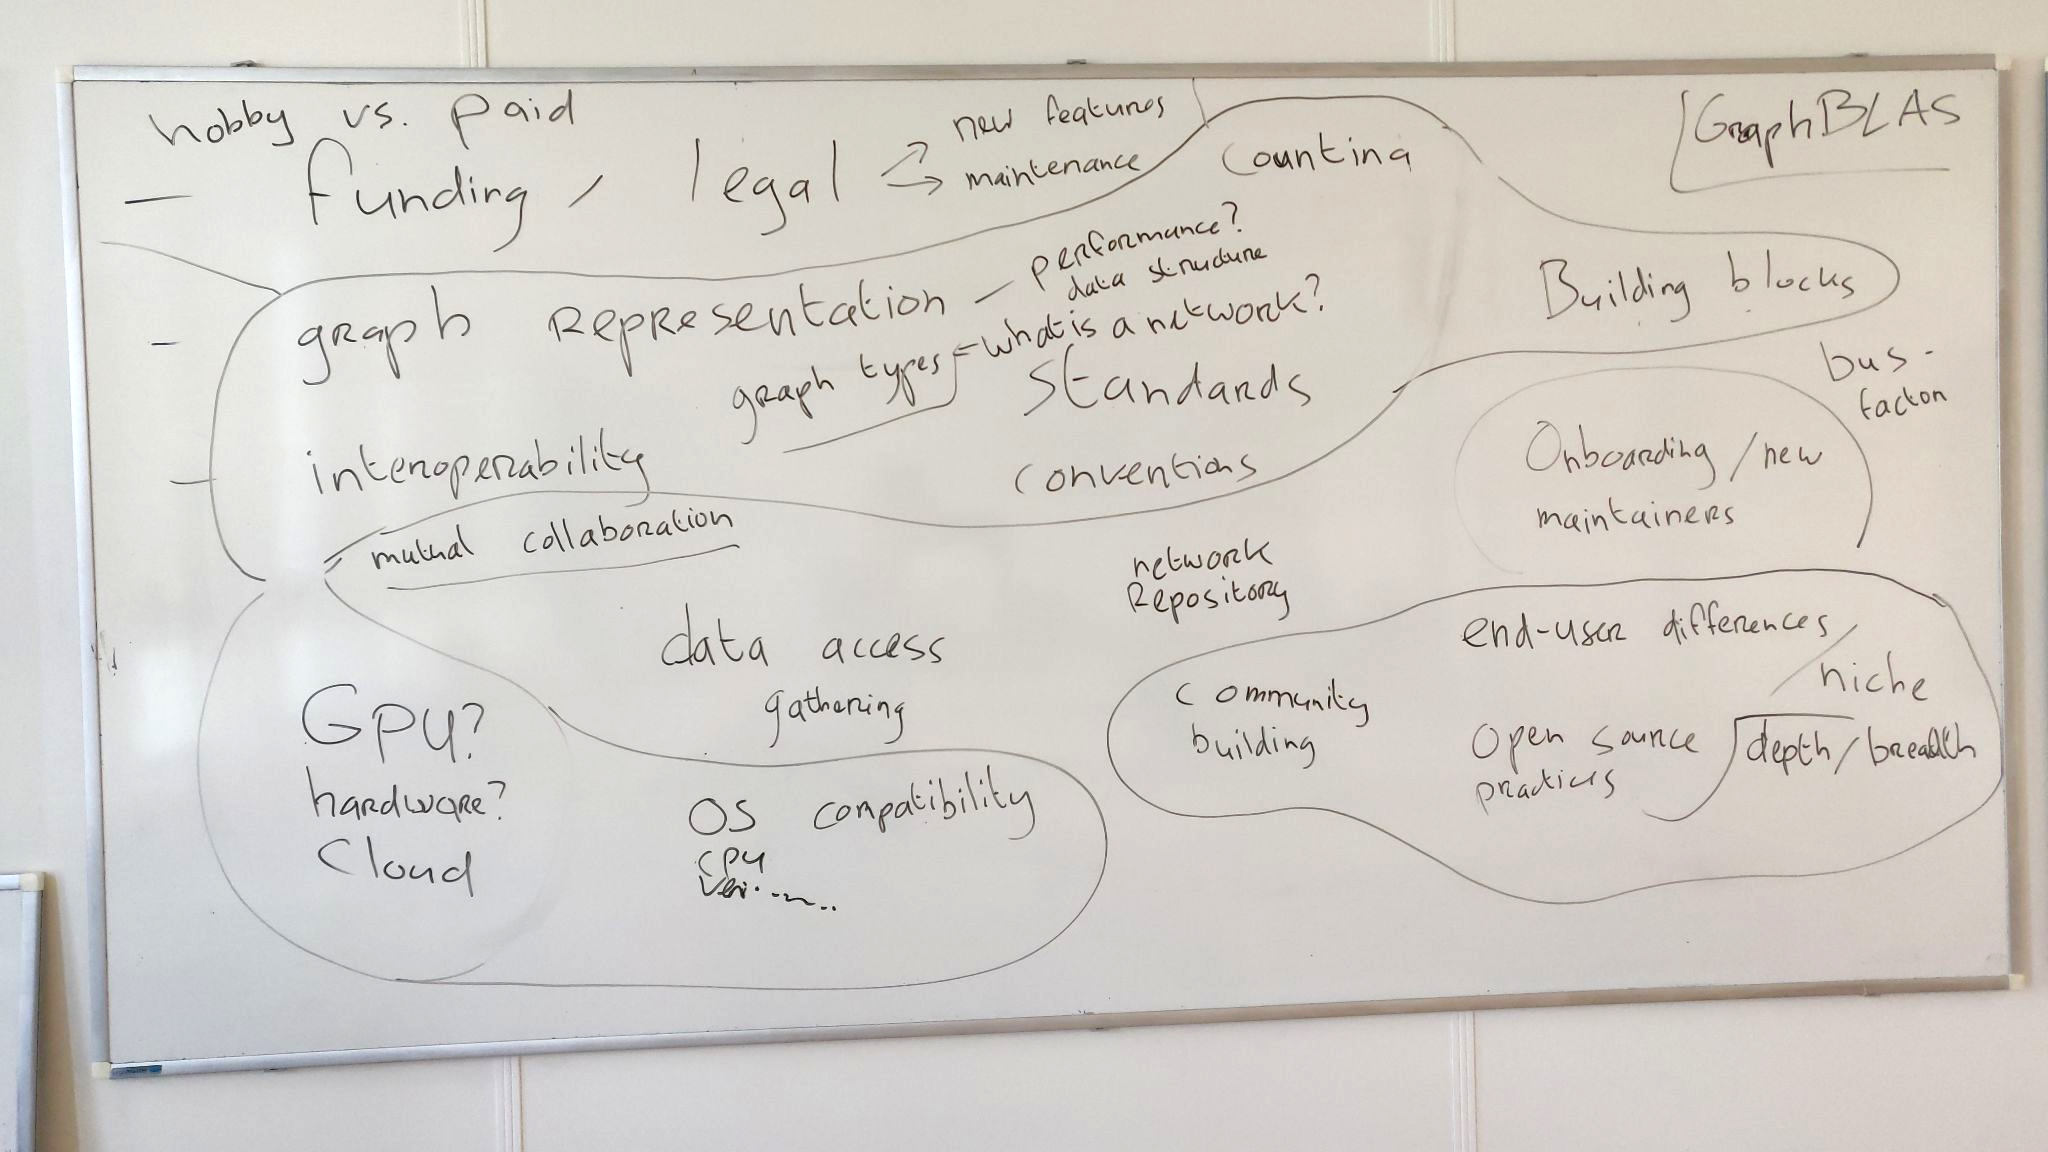 hobby vs. paid
funding / legal
new features
maintenance
counting
GraphBLAS
graph representation
performance?
data structure
what is a network?
graph types
Building blocks
bus-
factor
standards
interoperability
conventions
Onboarding / new
maintainers
mutual collaboration
network
Repository
data access
gathering
end-user differences /
niche
community
building
open source
practices
depth / breadth
GPU?
hardware?
Cloud
OS compatibility
CPU